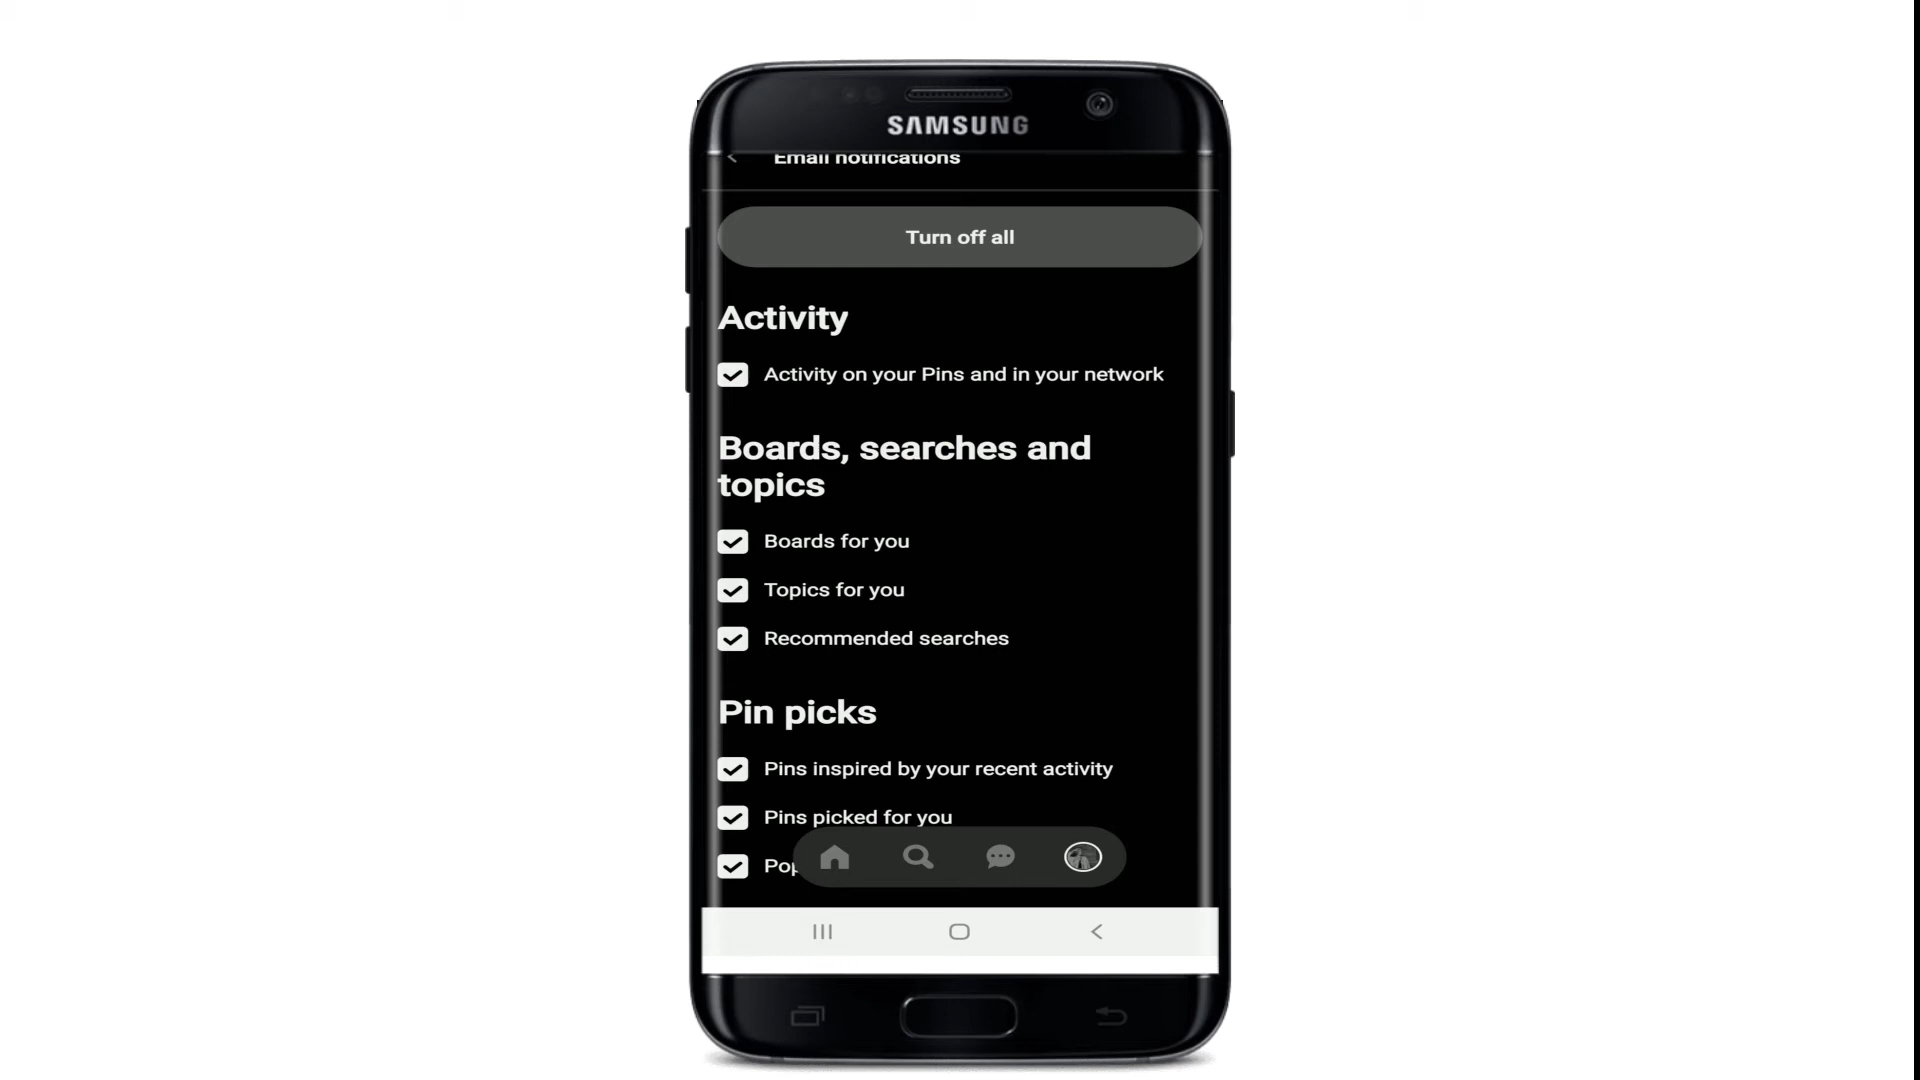 SAMSUNG
Email notifications
Turn off all
Activity
Activity on your Pins and in your network
Boards, searches and
topics
Boards for you
Topics for you
Recommended searches
Pin picks
Pins inspired by your recent activity
Pins picked for you